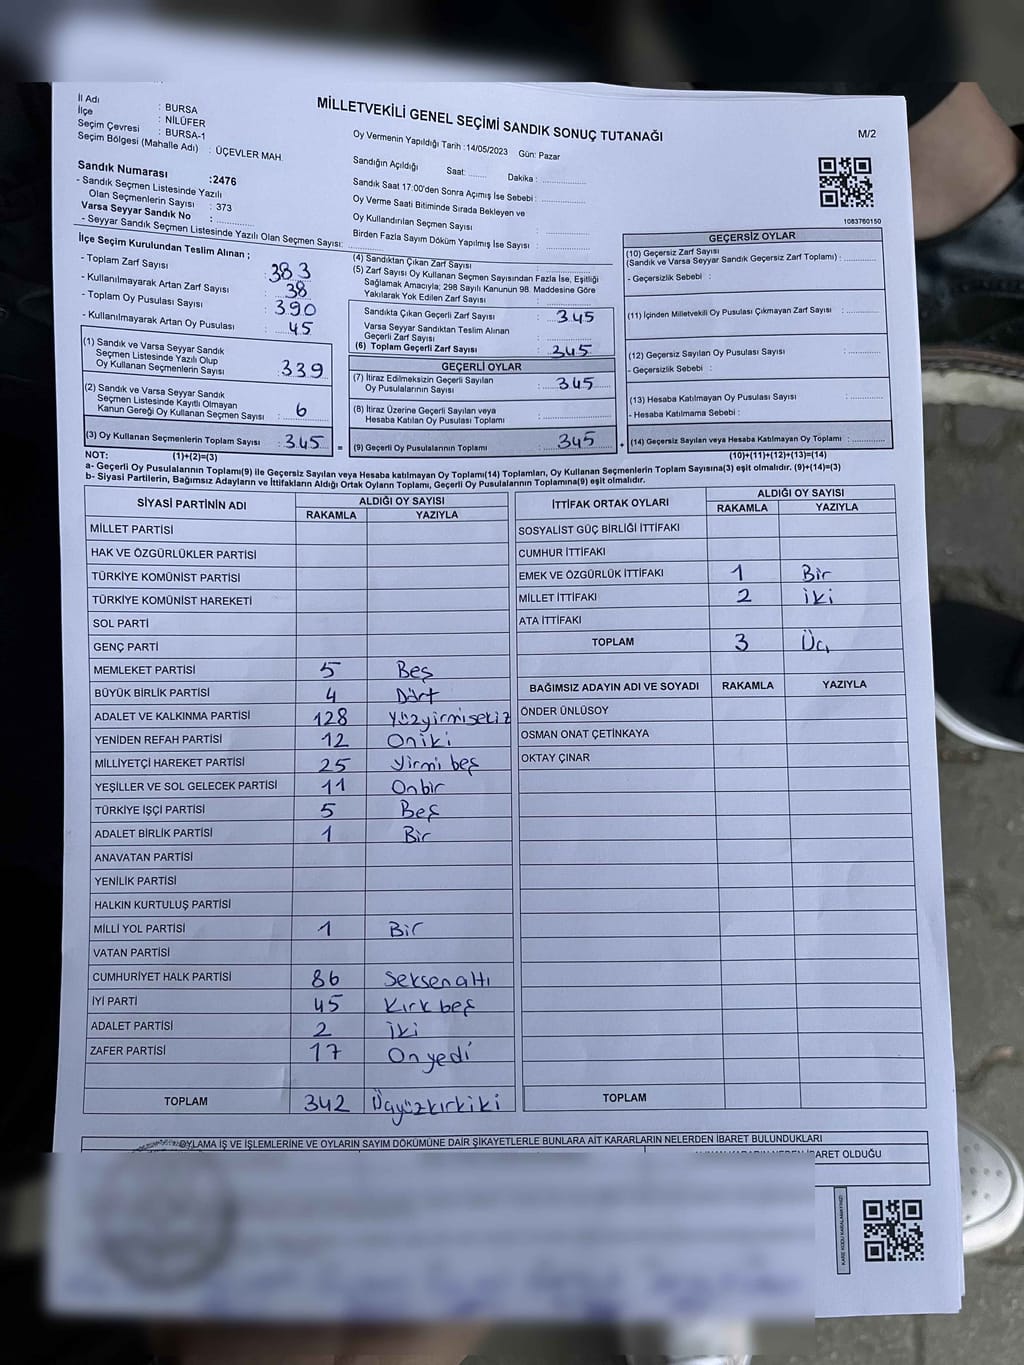 MİLLETVEKİLİ GENEL SEÇİMİ SANDIK SONUÇ TUTANAĞI
M/2
İl Adı : BURSA
İlçe : NİLÜFER
Seçim Çevresi : BURSA-1
Seçim Bölgesi (Mahalle Adı) : ÜÇEVLER MAH.
Sandık Numarası :2476
- Sandık Seçmen Listesinde Yazılı
Olan Seçmenlerin Sayısı : 373
Varsa Seyyar Sandık No :
- Seyyar Sandık Seçmen Listesinde Yazılı Olan Seçmen Sayısı:
Oy Vermenin Yapıldığı Tarih :14/05/2023 Gün: Pazar
Sandığın Açıldığı Saat: Dakika :
Sandık Saat 17.00'den Sonra Açımış İse Sebebi :
Oy Verme Saati Bitiminde Sırada Bekleyen ve
Oy Kullandırılan Seçmen Sayısı :
Birden Fazla Sayım Döküm Yapılmış İse Sayısı :
1083760150
İlçe Seçim Kurulundan Teslim Alınan ;
- Toplam Zarf Sayısı : 383
- Kullanılmayarak Artan Zarf Sayısı : 38
- Toplam Oy Pusulası Sayısı : 390
- Kullanılmayarak Artan Oy Pusulası : 45
(1) Sandık ve Varsa Seyyar Sandık
Seçmen Listesinde Yazılı Olup
Oy Kullanan Seçmenlerin Sayısı : 339
(2) Sandık ve Varsa Seyyar Sandık
Seçmen Listesinde Kayıtlı Olmayan
Kanun Gereği Oy Kullanan Seçmen Sayısı : 6
(3) Oy Kullanan Seçmenlerin Toplam Sayısı : 345 =
(4) Sandıktan Çıkan Zarf Sayısı :
(5) Zarf Sayısı Oy Kullanan Seçmen Sayısından Fazla İse, Eşitliği
Sağlamak Amacıyla; 298 Sayılı Kanunun 98. Maddesine Göre
Yakılarak Yok Edilen Zarf Sayısı :
Sandıkta Çıkan Geçerli Zarf Sayısı : 345
Varsa Seyyar Sandıktan Teslim Alınan
Geçerli Zarf Sayısı :
(6) Toplam Geçerli Zarf Sayısı : 345
GEÇERLİ OYLAR
(7) İtiraz Edilmeksizin Geçerli Sayılan
Oy Pusulalarının Sayısı : 345
(8) İtiraz Üzerine Geçerli Sayılan veya
Hesaba Katılan Oy Pusulası Toplamı :
(9) Geçerli Oy Pusulalarının Toplamı : 345 +
GEÇERSİZ OYLAR
(10) Geçersiz Zarf Sayısı
(Sandık ve Varsa Seyyar Sandık Geçersiz Zarf Toplamı) :
- Geçersizlik Sebebi :
(11) İçinden Milletvekili Oy Pusulası Çıkmayan Zarf Sayısı :
(12) Geçersiz Sayılan Oy Pusulası Sayısı :
- Geçersizlik Sebebi :
(13) Hesaba Katılmayan Oy Pusulası Sayısı :
- Hesaba Katılmama Sebebi :
(14) Geçersiz Sayılan veya Hesaba Katılmayan Oy Toplamı :
NOT: (1)+(2)=(3) (10)+(11)+(12)+(13)=(14)
a- Geçerli Oy Pusulalarının Toplamı(9) ile Geçersiz Sayılan veya Hesaba katılmayan Oy Toplamı(14) Toplamları, Oy Kullanan Seçmenlerin Toplam Sayısına(3) eşit olmalıdır. (9)+(14)=(3)
b- Siyasi Partilerin, Bağımsız Adayların ve İttifakların Aldığı Ortak Oyların Toplamı, Geçerli Oy Pusulalarının Toplamına(9) eşit olmalıdır.
SİYASİ PARTİNİN ADI ALDIĞI OY SAYISI
RAKAMLA YAZIYLA
MİLLET PARTİSİ
HAK VE ÖZGÜRLÜKLER PARTİSİ
TÜRKİYE KOMÜNİST PARTİSİ
TÜRKİYE KOMÜNİST HAREKETİ
SOL PARTİ
GENÇ PARTİ
MEMLEKET PARTİSİ 5 Beş
BÜYÜK BİRLİK PARTİSİ 4 Dört
ADALET VE KALKINMA PARTİSİ 128 Yüzyirmisekiz
YENİDEN REFAH PARTİSİ 12 Oniki
MİLLİYETÇİ HAREKET PARTİSİ 25 Yirmi beş
YEŞİLLER VE SOL GELECEK PARTİSİ 11 Onbir
TÜRKİYE İŞÇİ PARTİSİ 5 Beş
ADALET BİRLİK PARTİSİ 1 Bir
ANAVATAN PARTİSİ
YENİLİK PARTİSİ
HALKIN KURTULUŞ PARTİSİ
MİLLİ YOL PARTİSİ 1 Bir
VATAN PARTİSİ
CUMHURİYET HALK PARTİSİ 86 Seksenaltı
İYİ PARTİ 45 Kırk beş
ADALET PARTİSİ 2 İki
ZAFER PARTİSİ 17 Onyedi
TOPLAM 342 Üçyüzkırkiki
İTTİFAK ORTAK OYLARI ALDIĞI OY SAYISI
RAKAMLA YAZIYLA
SOSYALİST GÜÇ BİRLİĞİ İTTİFAKI
CUMHUR İTTİFAKI
EMEK VE ÖZGÜRLÜK İTTİFAKI 1 Bir
MİLLET İTTİFAKI 2 iki
ATA İTTİFAKI
TOPLAM 3 Üç
BAĞIMSIZ ADAYIN ADI VE SOYADI RAKAMLA YAZIYLA
ÖNDER ÜNLÜSOY
OSMAN ONAT ÇETİNKAYA
OKTAY ÇINAR
TOPLAM
OYLAMA İŞ VE İŞLEMLERİNE VE OYLARIN SAYIM DÖKÜMÜNE DAİR ŞİKAYETLERLE BUNLARA AİT KARARLARIN NELERDEN İBARET BULUNDUKLARI
İBARET OLDUĞU
KARE KODU KARALAMAYINIZ!